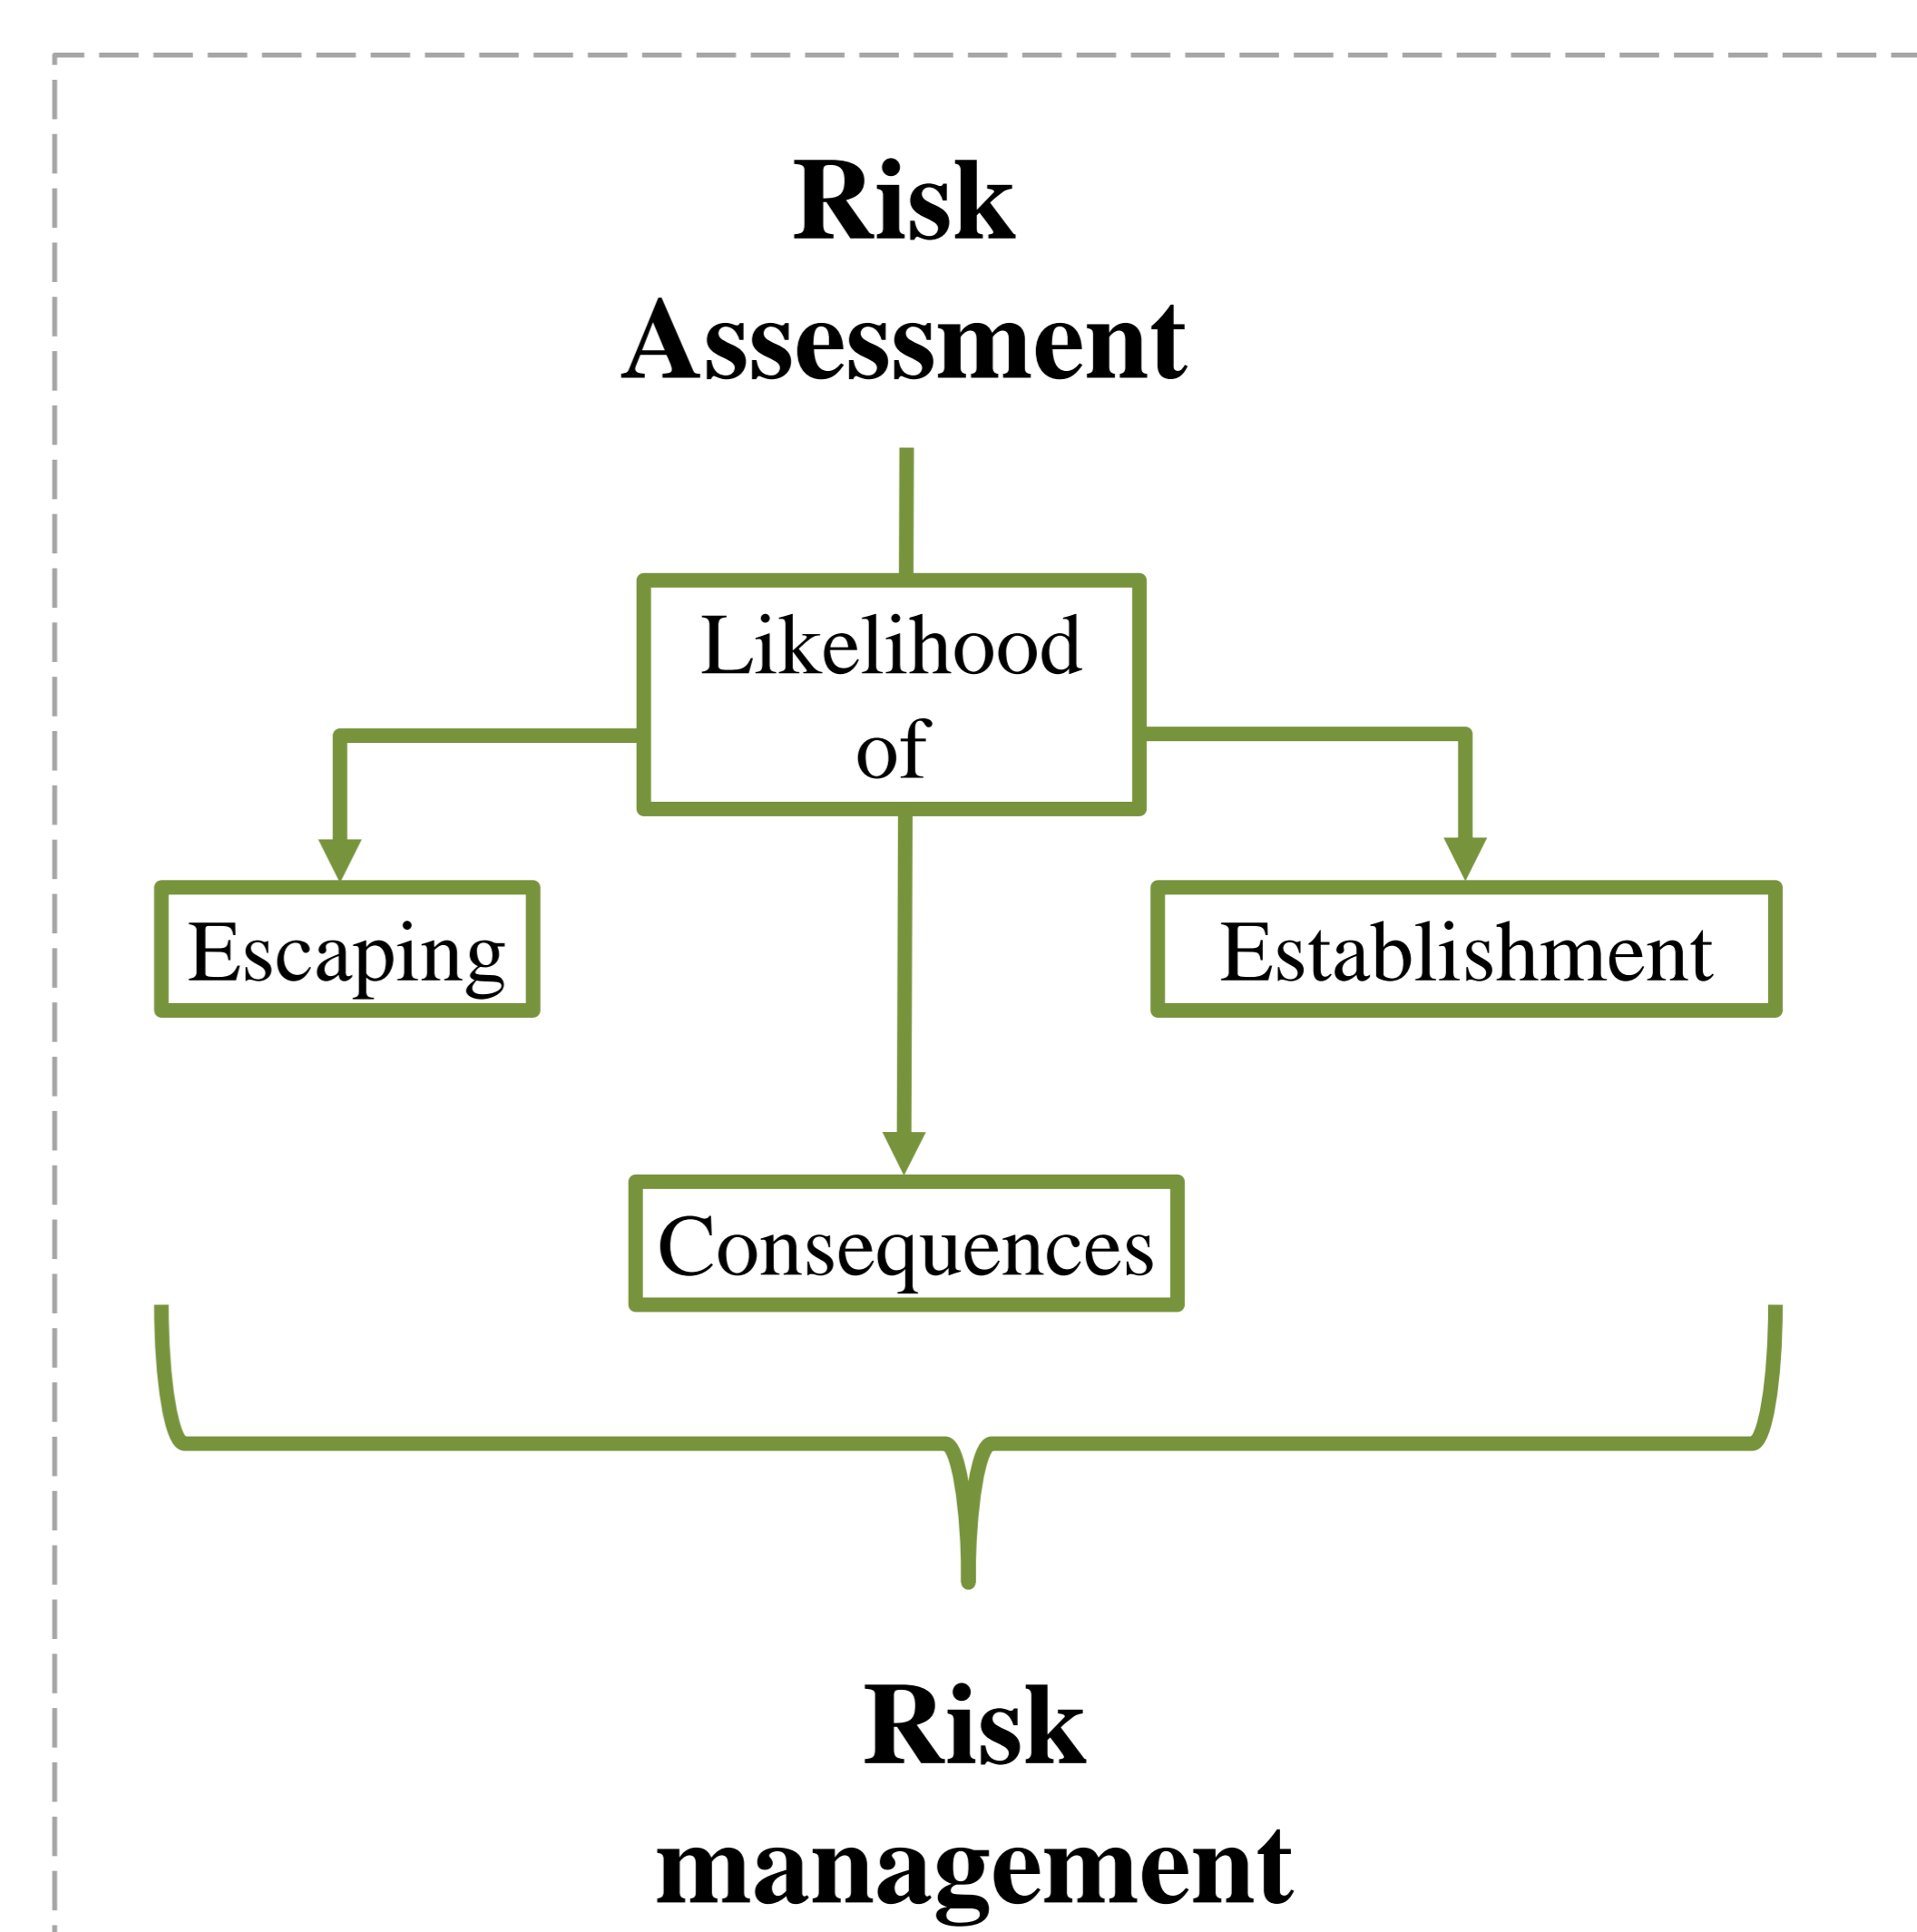 Risk
Assessment
Likelihood
of
Escaping
Establishment
Consequences
Risk
management